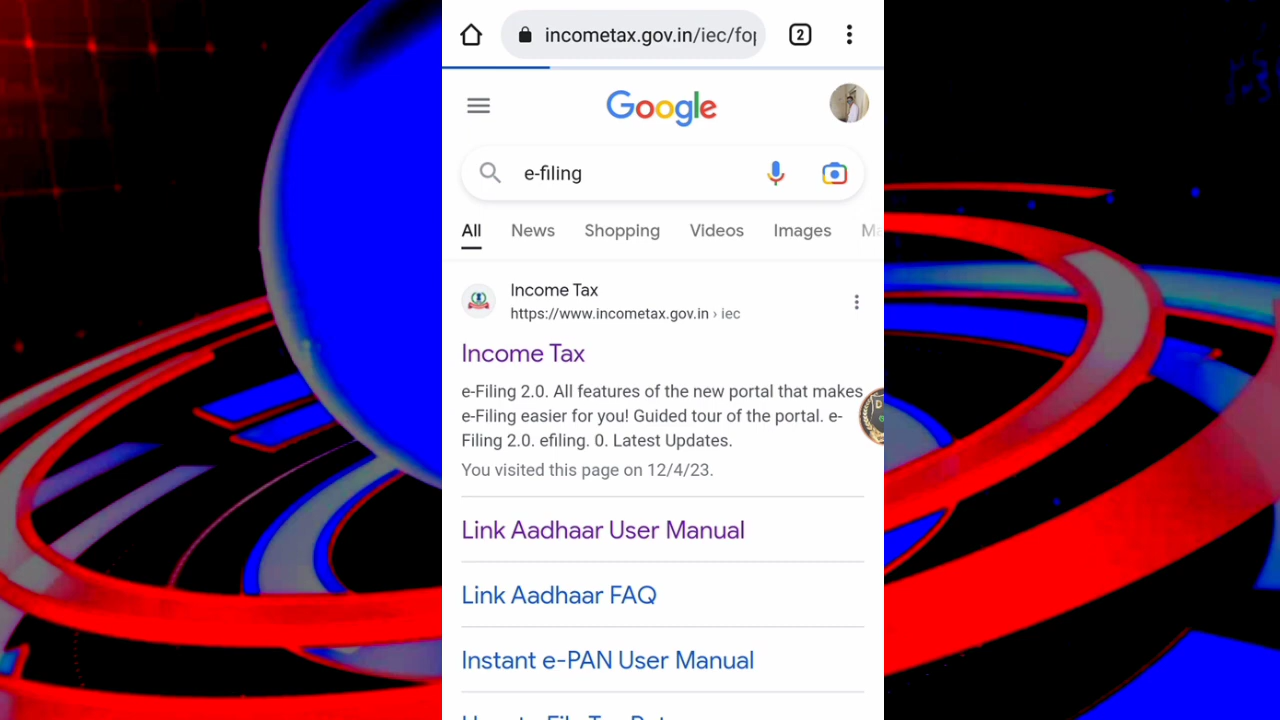 incometax.gov.in/iec/fop
2
Google
e-filing
All News Shopping Videos Images
Income Tax
https://www.incometax.gov.in › iec
Income Tax
e-Filing 2.0. All features of the new portal that makes
e-Filing easier for you! Guided tour of the portal. e-
Filing 2.0. efiling. 0. Latest Updates.
You visited this page on 12/4/23.
Link Aadhaar User Manual
Link Aadhaar FAQ
Instant e-PAN User Manual